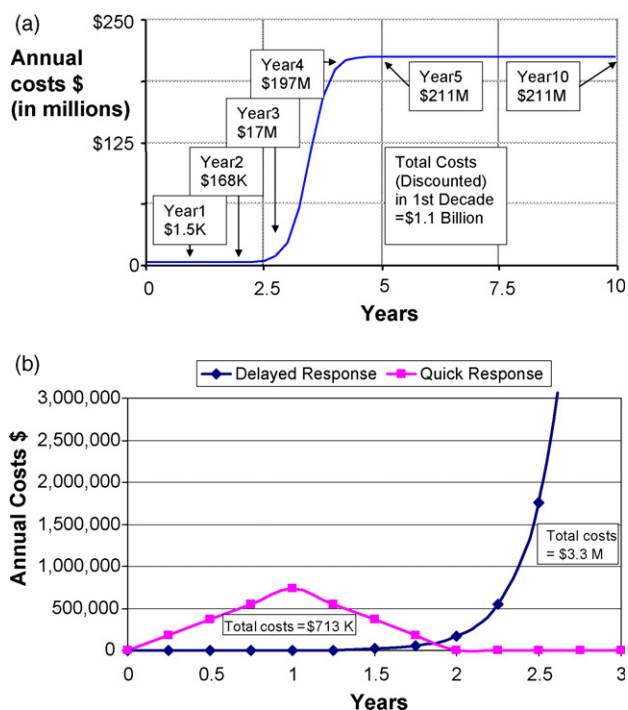 (a)
$250
Annual
costs $
(in millions)
Year4
$197M
Year5
$211M
Year10
$211M
Year3
$17M
$125
Year2
$168K
Total Costs
(Discounted)
in 1st Decade
=$1.1 Billion
Year1
$1.5K
0
0 2.5 5 7.5 10
Years
(b)
Delayed Response Quick Response
3,000,000
2,500,000
2,000,000
1,500,000
1,000,000
500,000
0
Annual Costs $
Total costs
= $3.3 M
Total costs =$713 K
0 0.5 1 1.5 2 2.5 3
Years